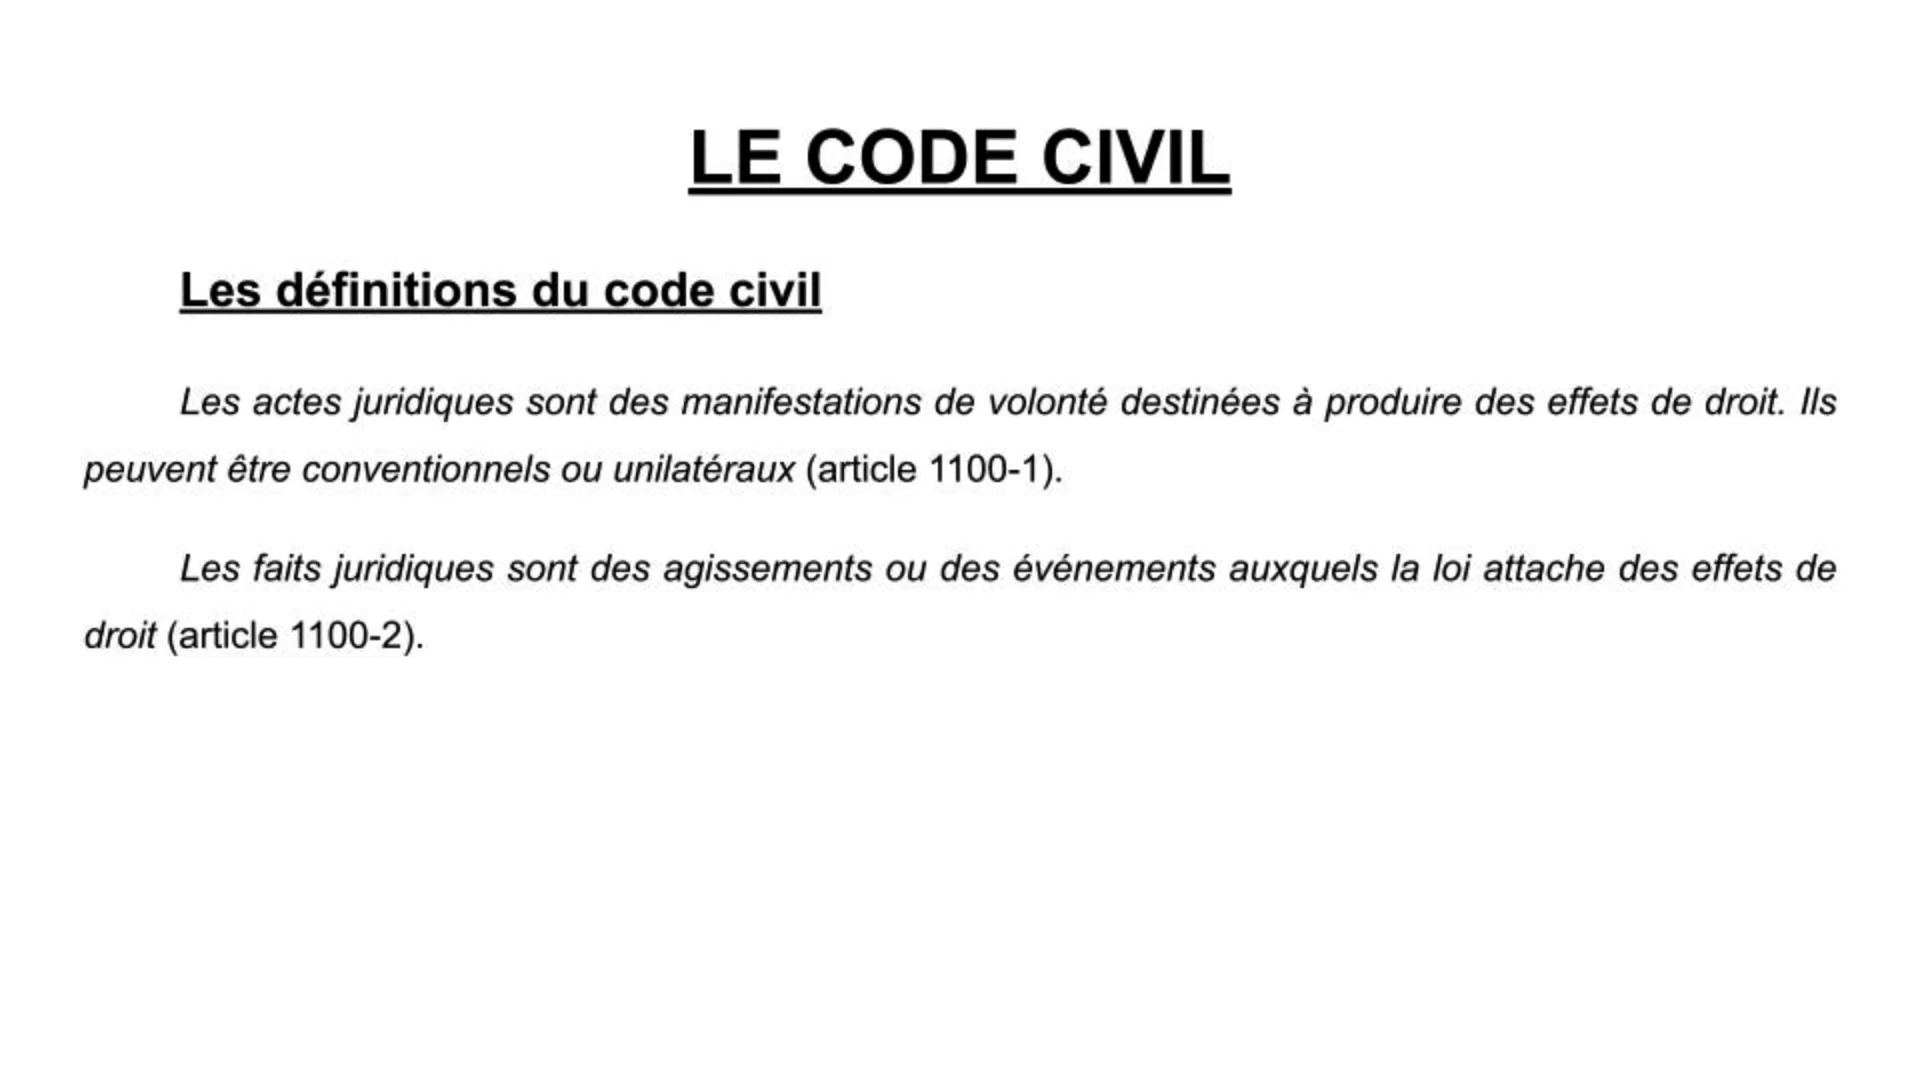 LE CODE CIVIL
Les définitions du code civil
Les actes juridiques sont des manifestations de volonté destinées à produire des effets de droit. Ils
peuvent être conventionnels ou unilatéraux (article 1100-1).
Les faits juridiques sont des agissements ou des événements auxquels la loi attache des effets de
droit (article 1100-2).